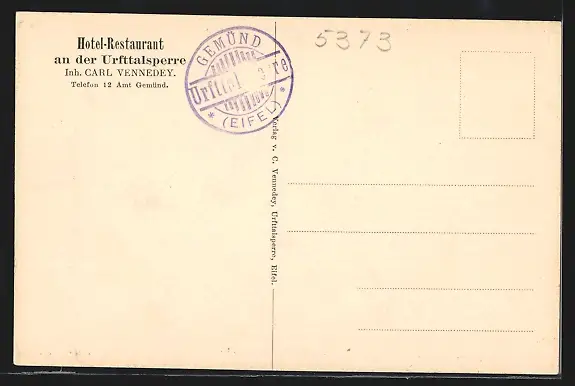 Hotel-Restaurant
an der Urfttalsperre
Inh. CARL VENNEDEY.
Telefon 12 Amt Gemünd.
GEMÜND
* (EIFEL) *
5373
Verlag v. C. Vennedey, Urfttalsperre, Eifel.